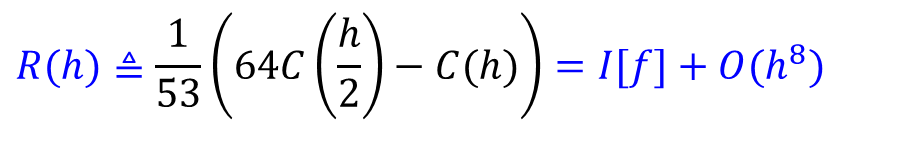 R(h) ≜ 1/53 (64C(h/2) − C(h)) = I[f] + O(h⁸)